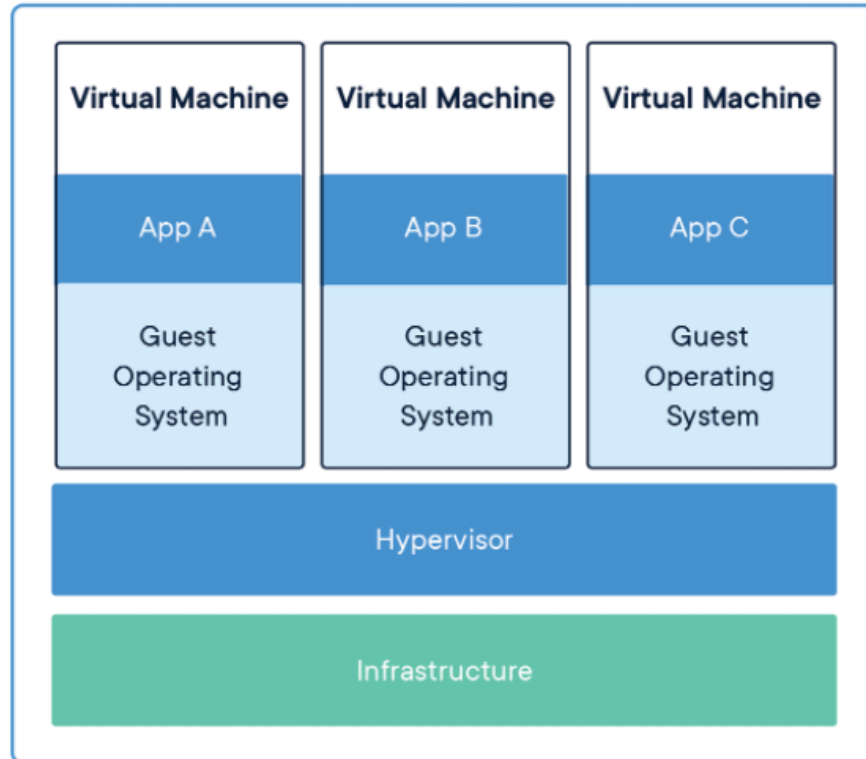 Virtual Machine
Virtual Machine
Virtual Machine
App A
App B
App C
Guest
Operating
System
Guest
Operating
System
Guest
Operating
System
Hypervisor
Infrastructure